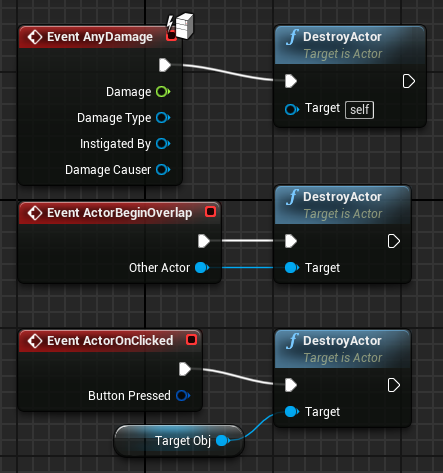 Event AnyDamage
Damage
Damage Type
Instigated By
Damage Causer
f DestroyActor
Target is Actor
Target self
Event ActorBeginOverlap
Other Actor
f DestroyActor
Target is Actor
Target
Event ActorOnClicked
Button Pressed
f DestroyActor
Target is Actor
Target
Target Obj